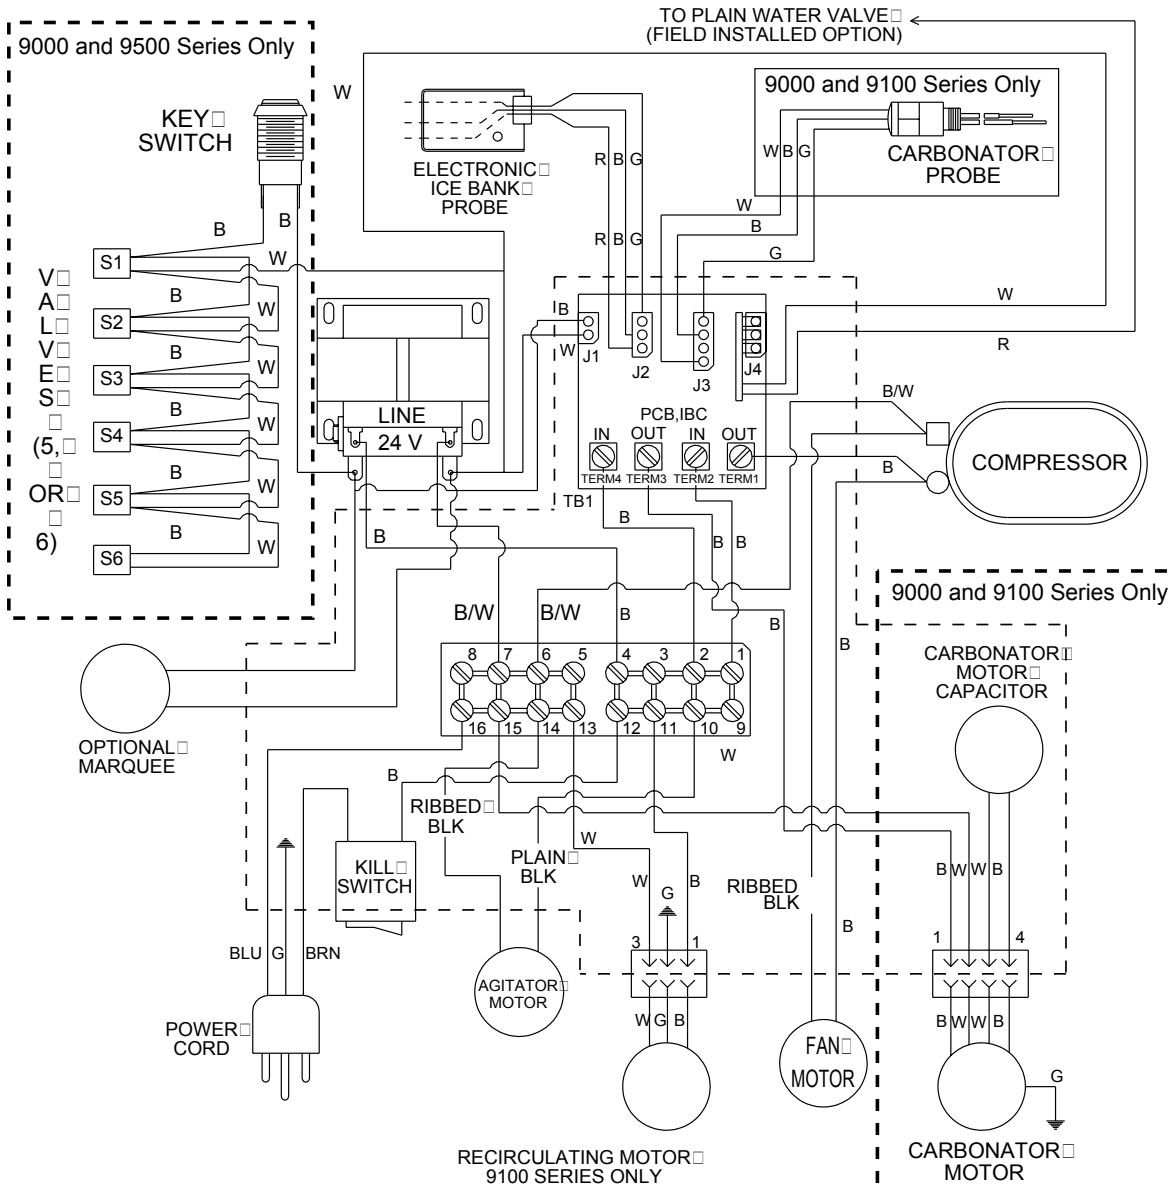 TO PLAIN WATER VALVE□
(FIELD INSTALLED OPTION)
9000 and 9500 Series Only
KEY□
SWITCH
W
ELECTRONIC□
ICE BANK□
PROBE
R B G
R B G
9000 and 9100 Series Only
W B G
CARBONATOR□
PROBE
W
B
G
B
B
W
S1
B
W
S2
B
W
S3
B
W
S4
B
W
S5
B
W
S6
V□
A□
L□
V□
E□
S□
□
(5,□
□
OR□
□
6)
LINE
24 V
B
W
J1
J2
J3
J4
W
R
PCB,IBC
IN
OUT
IN
OUT
TERM4
TERM3
TERM2
TERM1
TB1
B/W
B
COMPRESSOR
B
B
B
B
B/W
B/W
B
B
B
8 7 6 5 4 3 2 1
16 15 14 13 12 11 10 9
W
OPTIONAL□
MARQUEE
B
RIBBED□
BLK
PLAIN□
BLK
W
KILL□
SWITCH
W
G
B
RIBBED
BLK
B
BLU
G
BRN
POWER□
CORD
AGITATOR□
MOTOR
3
1
W G B
RECIRCULATING MOTOR□
9100 SERIES ONLY
FAN□
MOTOR
9000 and 9100 Series Only
CARBONATOR□
MOTOR□
CAPACITOR
B W W B
1
4
B W W B
G
CARBONATOR□
MOTOR